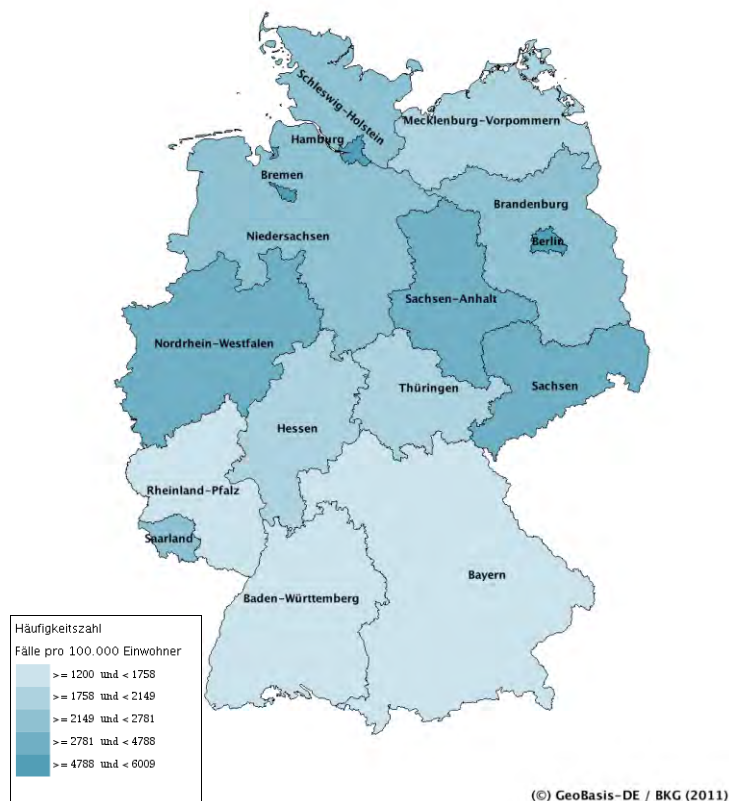 Schleswig-Holstein
Mecklenburg-Vorpommern
Hamburg
Bremen
Brandenburg
Niedersachsen
Berlin
Sachsen-Anhalt
Nordrhein-Westfalen
Sachsen
Thüringen
Hessen
Rheinland-Pfalz
Saarland
Bayern
Baden-Württemberg
Häufigkeitszahl
Fälle pro 100.000 Einwohner
>= 1200 und < 1758
>= 1758 und < 2149
>= 2149 und < 2781
>= 2781 und < 4788
>= 4788 und < 6009
(©) GeoBasis-DE / BKG (2011)